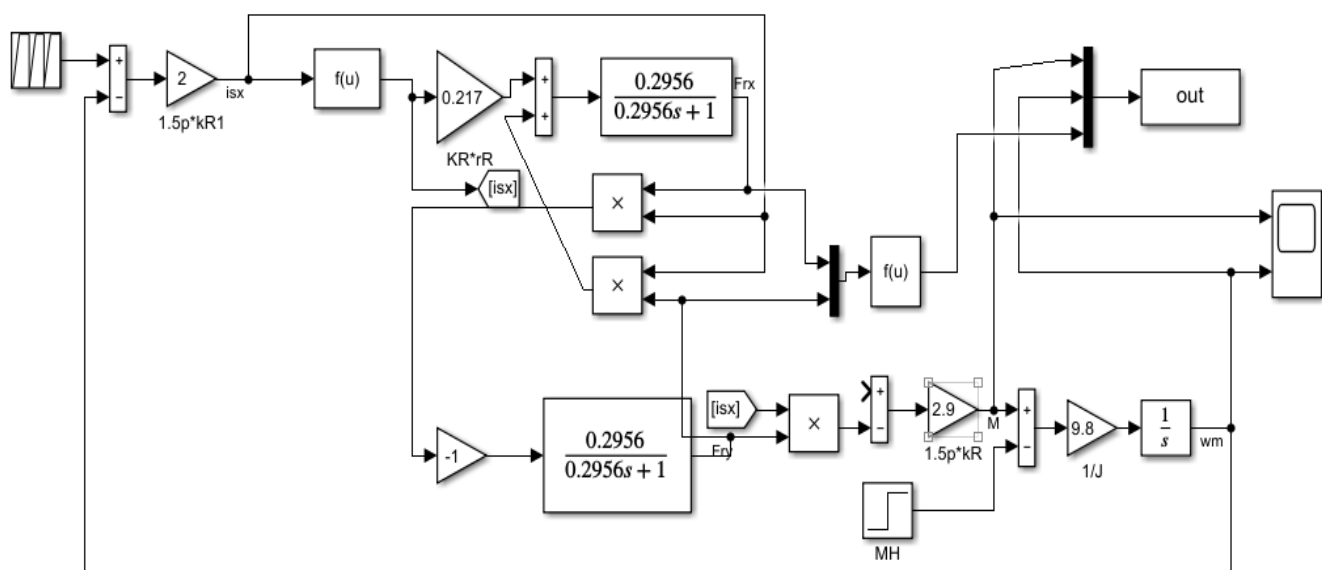 +
−
2
1.5p*kR1
isx
f(u)
0.217
KR*rR
[isx]
+
+
0.2956
0.2956s + 1
Frx
×
×
f(u)
out
-1
0.2956
0.2956s + 1
Fry
[isx]
×
+
−
2.9
1.5p*kR
M
+
−
9.8
1/J
1
s
wm
MH